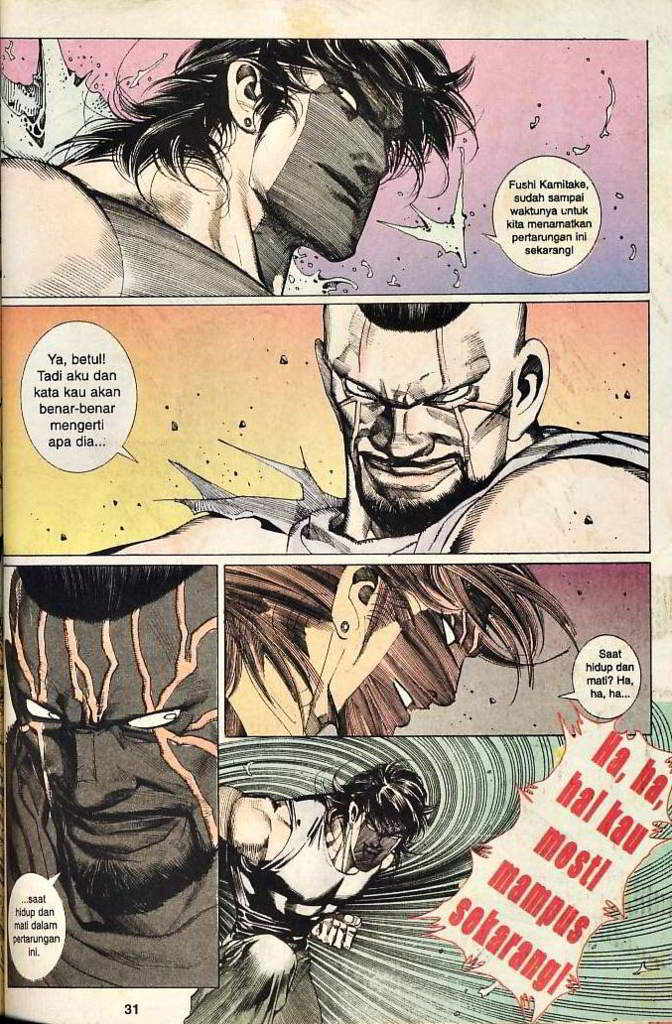 Fushi Kamitake,
sudah sampai
waktunya untuk
kita menamatkan
pertarungan ini
sekarang!
Ya, betul!
Tadi aku dan
kata kau akan
benar-benar
mengerti
apa dia...
...saat
hidup dan
mati dalam
pertarungan
ini.
Saat
hidup dan
mati? Ha,
ha, ha...
Ha, ha,
hal kau
mesti
mampus
sekarang!
31